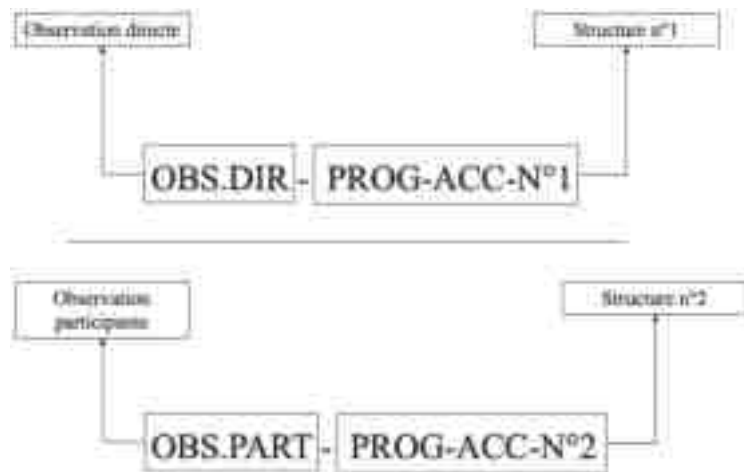 Observation directe
Structure n°1
OBS.DIR - PROG-ACC-N°1
Observation
participante
Structure n°2
OBS.PART - PROG-ACC-N°2